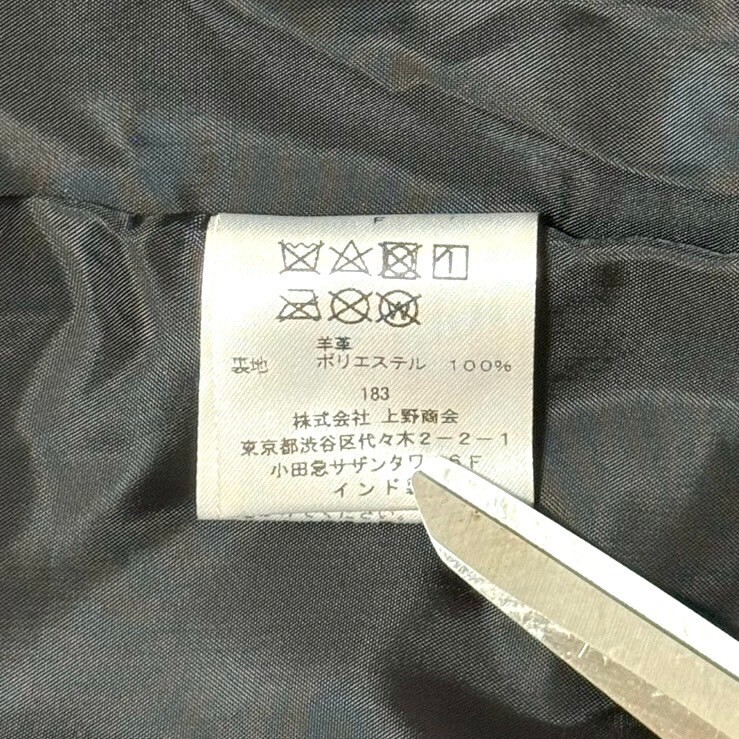 羊革
裏地 ポリエステル 100%
183
株式会社 上野商会
東京都渋谷区代々木2-2-1
小田急サザンタワ 6F
インド